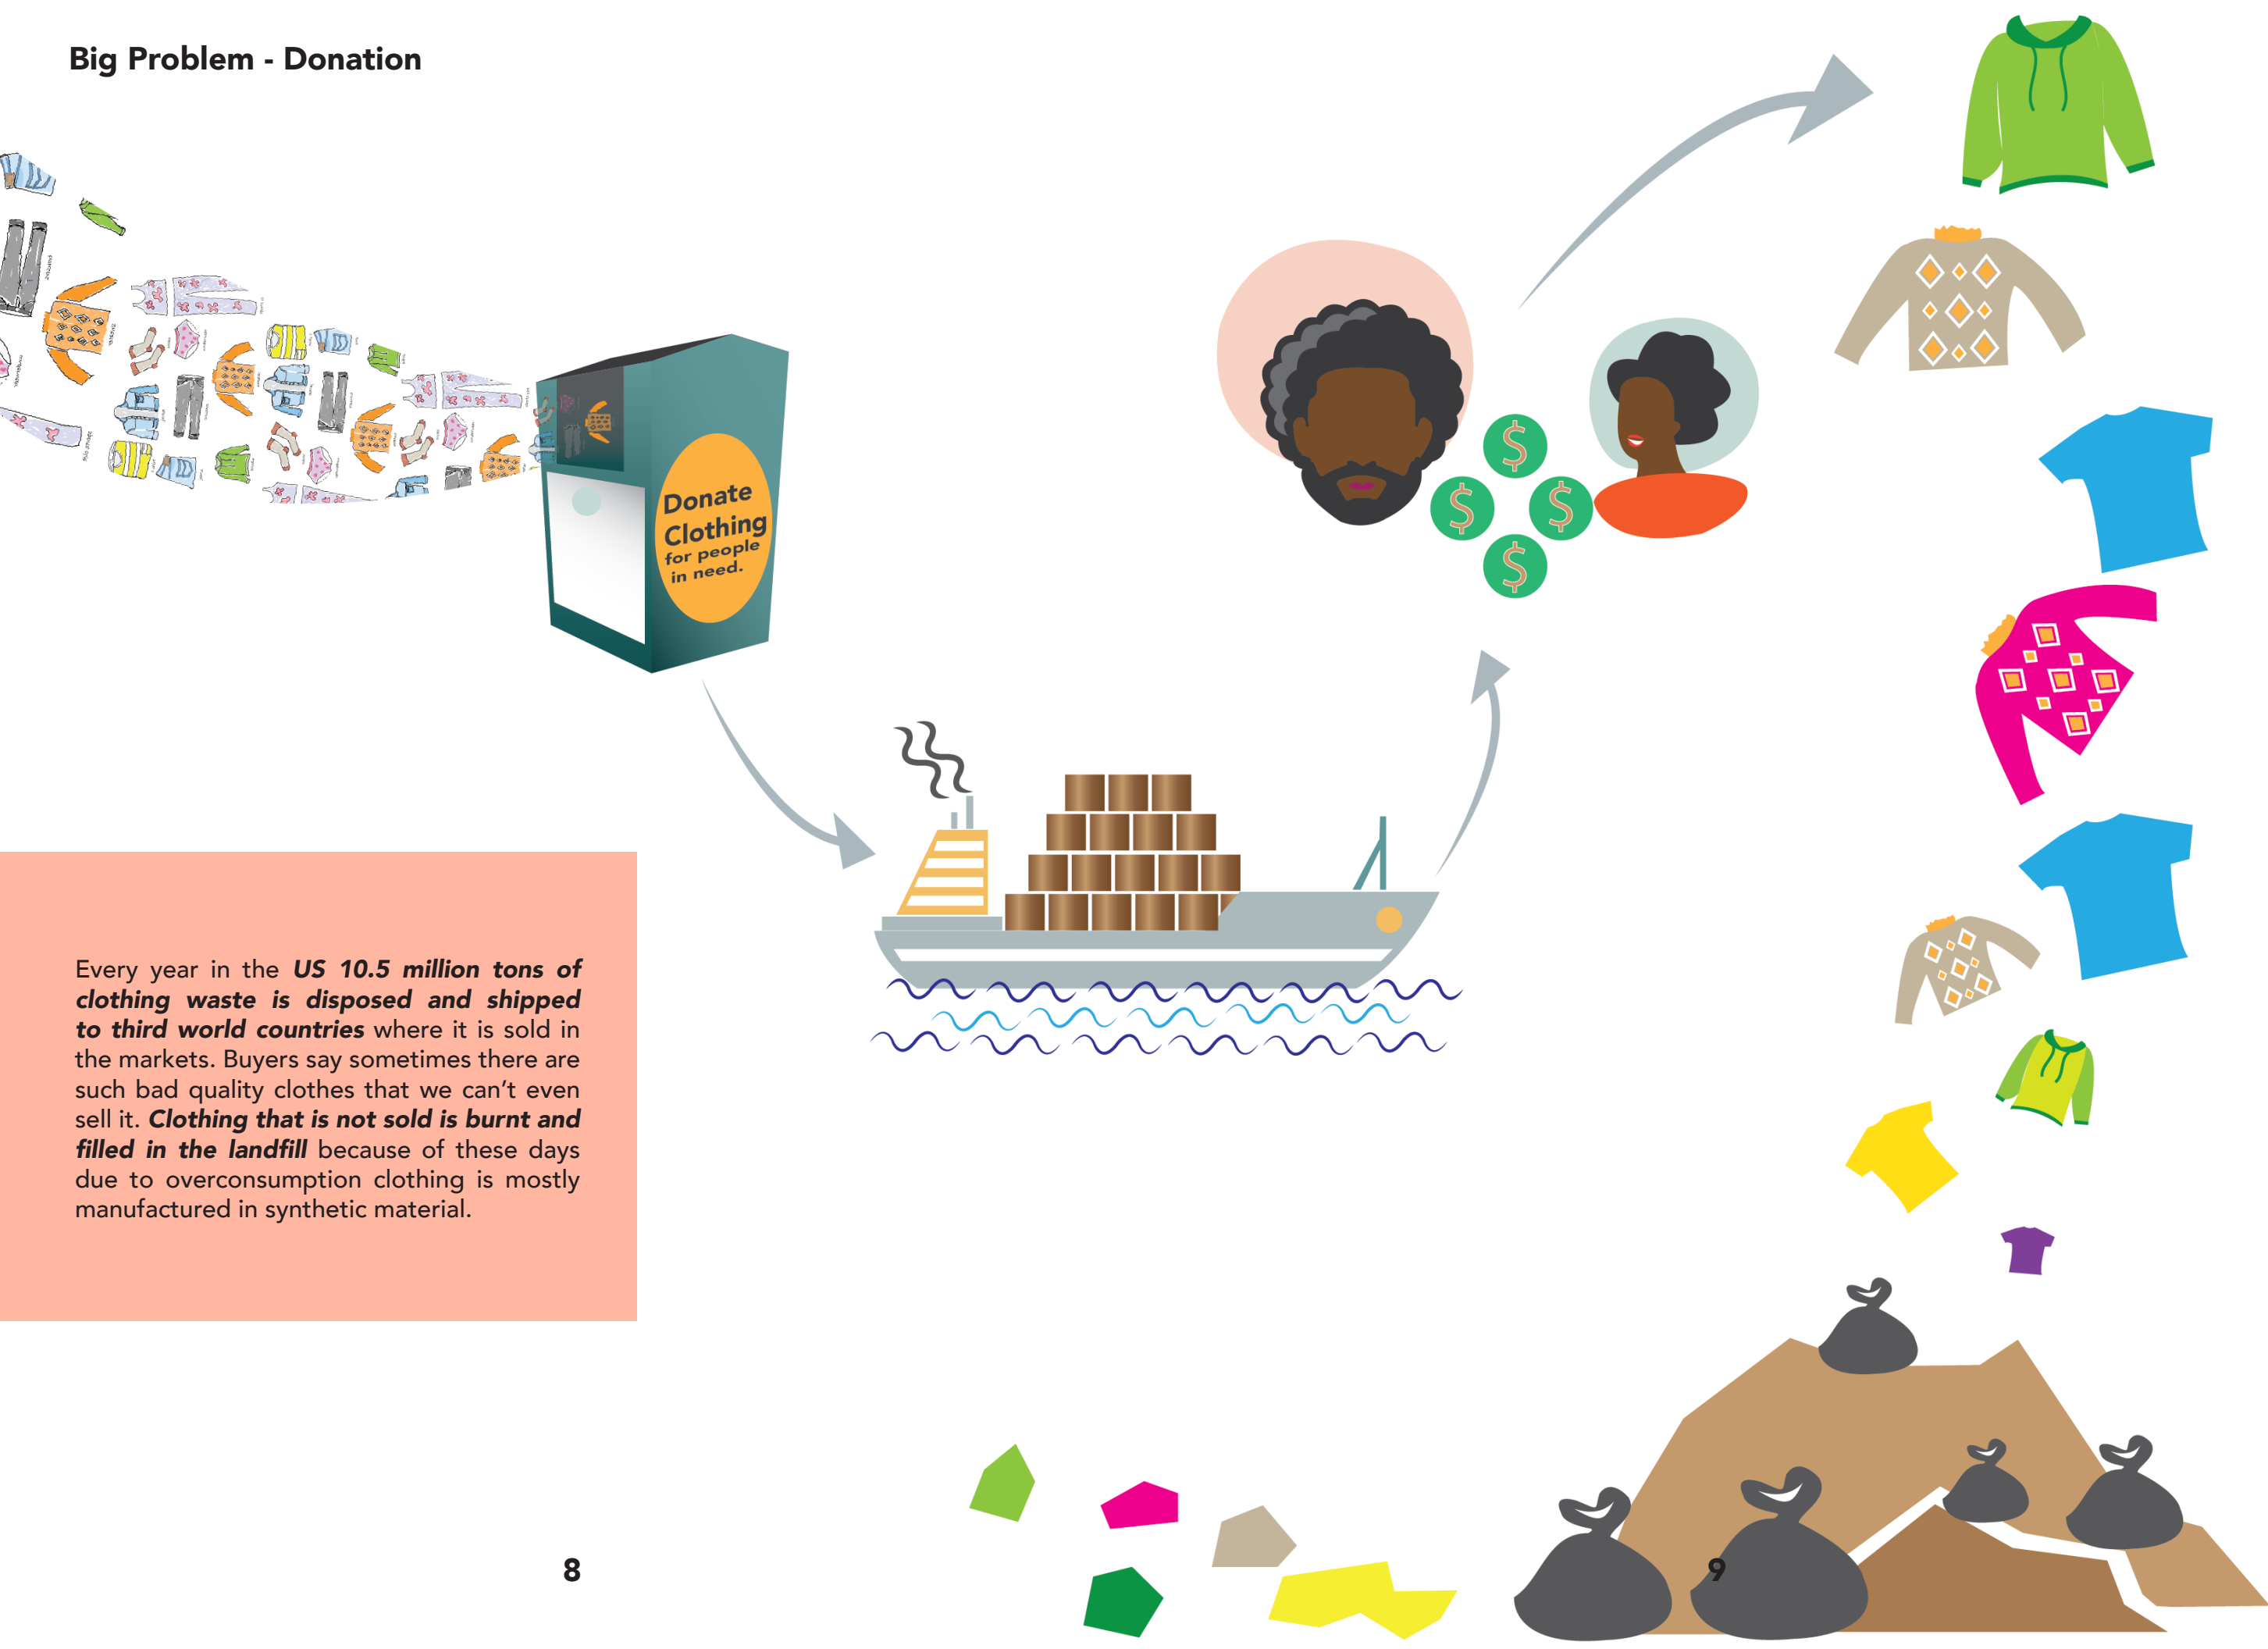 Big Problem - Donation
Donate
Clothing
for people
in need.
Every year in the US 10.5 million tons of
clothing waste is disposed and shipped
to third world countries where it is sold in
the markets. Buyers say sometimes there are
such bad quality clothes that we can’t even
sell it. Clothing that is not sold is burnt and
filled in the landfill because of these days
due to overconsumption clothing is mostly
manufactured in synthetic material.
8
9